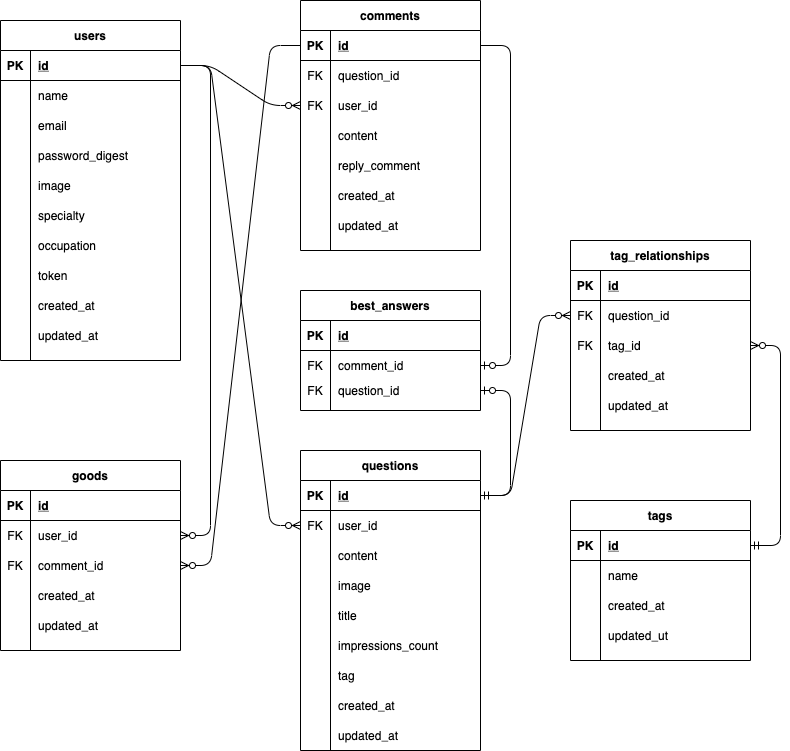 users
PK id
name
email
password_digest
image
specialty
occupation
token
created_at
updated_at
comments
PK id
FK question_id
FK user_id
content
reply_comment
created_at
updated_at
best_answers
PK id
FK comment_id
FK question_id
tag_relationships
PK id
FK question_id
FK tag_id
created_at
updated_at
goods
PK id
FK user_id
FK comment_id
created_at
updated_at
questions
PK id
FK user_id
content
image
title
impressions_count
tag
created_at
updated_at
tags
PK id
name
created_at
updated_ut